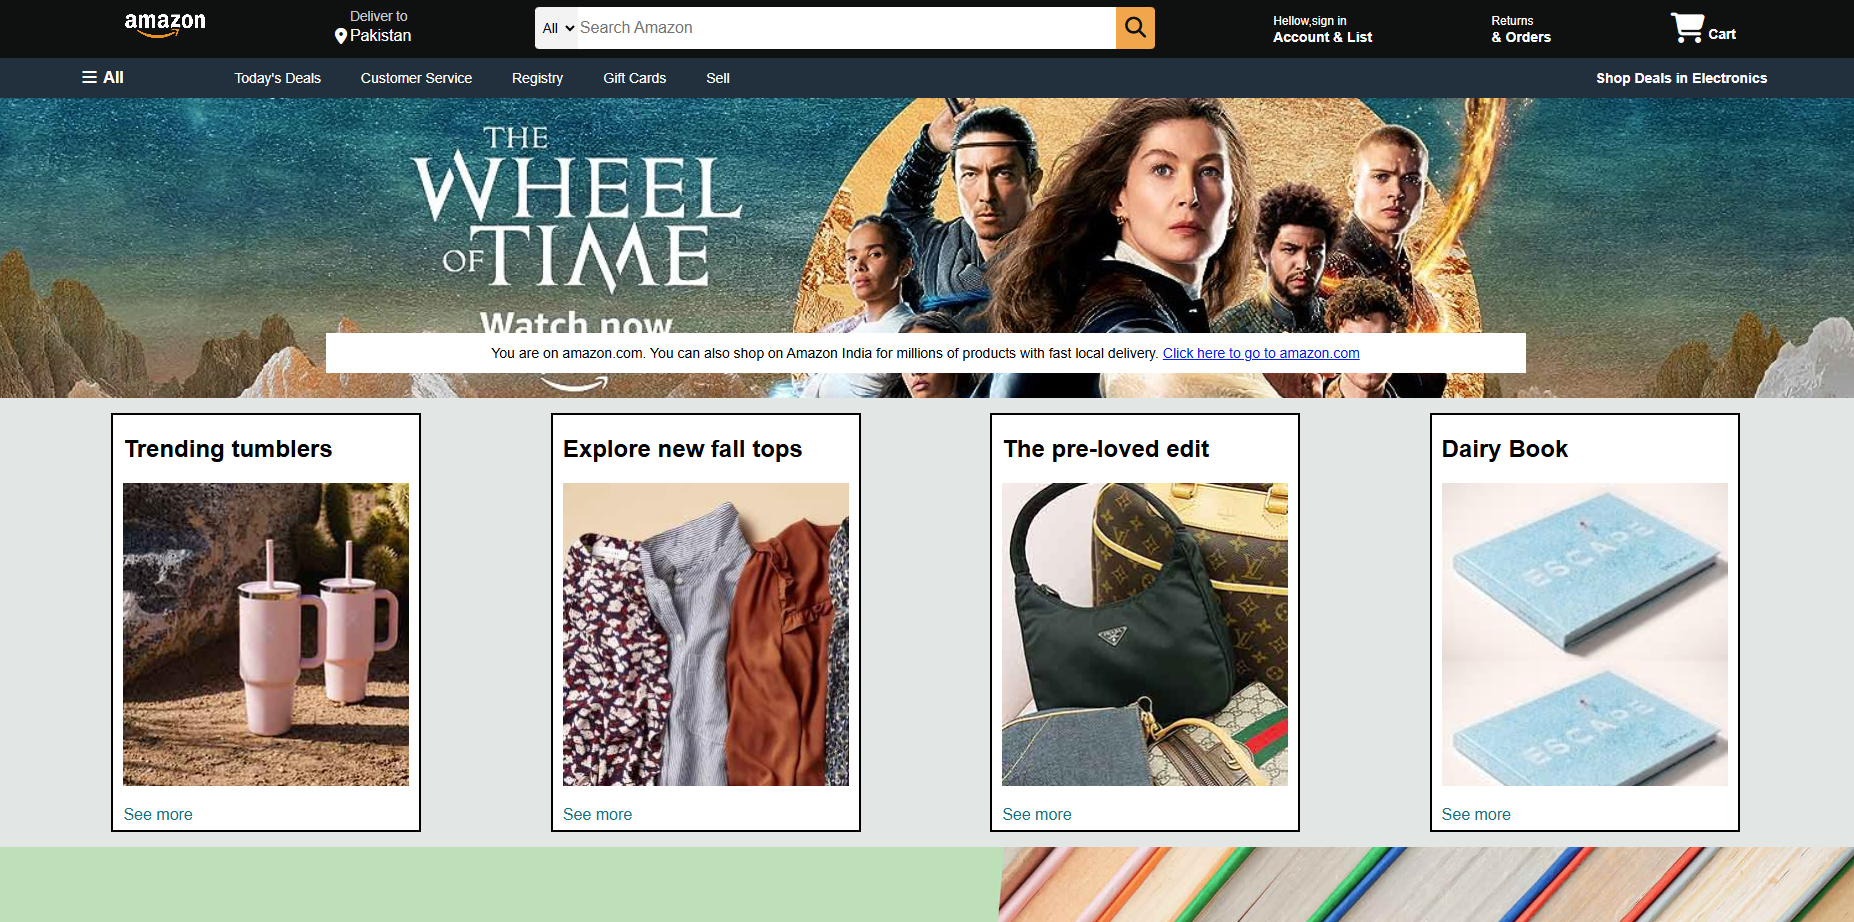 amazon
Deliver to
Pakistan
All
Search Amazon
Hellow,sign in
Account & List
Returns
& Orders
Cart
All
Today's Deals
Customer Service
Registry
Gift Cards
Sell
Shop Deals in Electronics
THE
WHEEL
OF TIME
Watch now
You are on amazon.com. You can also shop on Amazon India for millions of products with fast local delivery. Click here to go to amazon.com
Trending tumblers
Explore new fall tops
The pre-loved edit
Dairy Book
PRADA
ESCAPE
ESCAPE
See more
See more
See more
See more